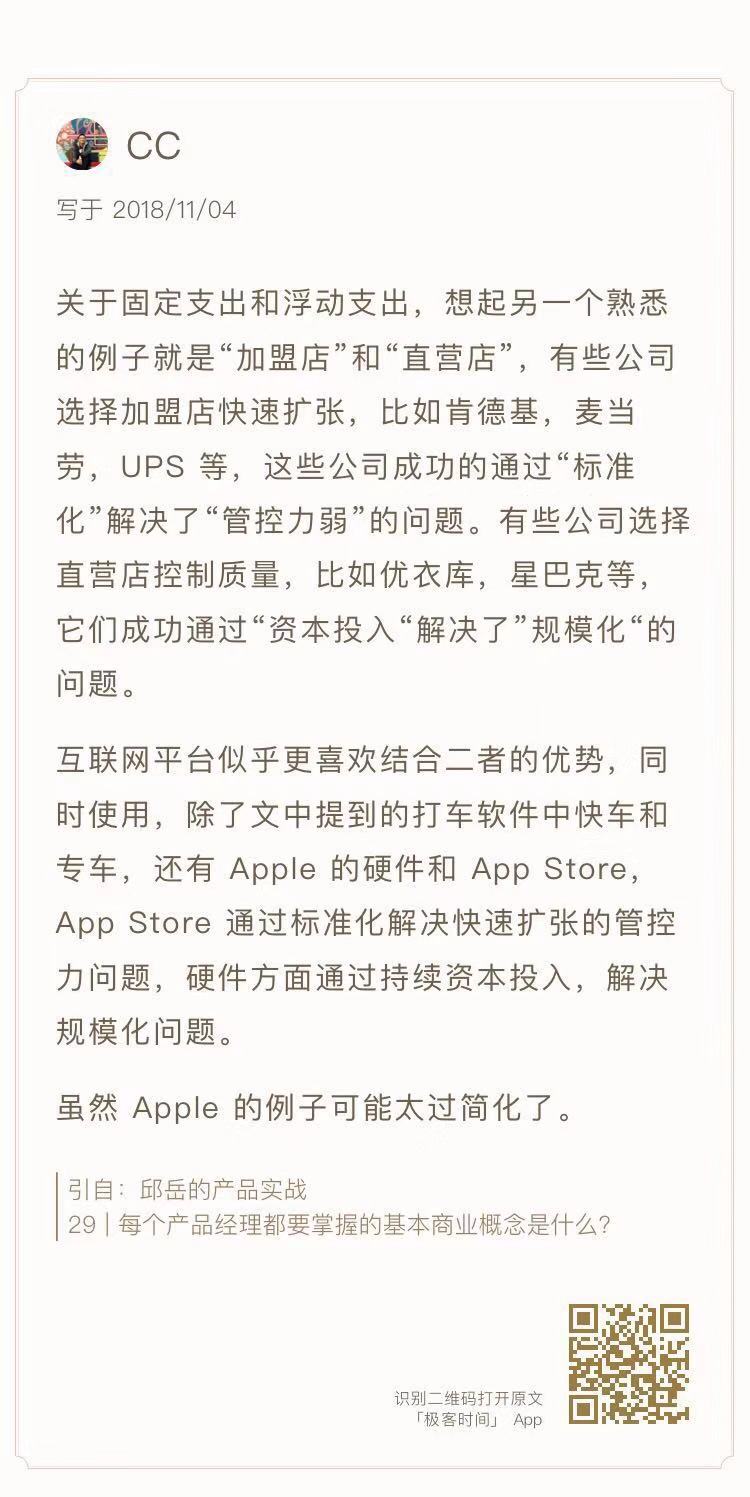 CC
写于 2018/11/04
关于固定支出和浮动支出，想起另一个熟悉
的例子就是“加盟店”和“直营店”，有些公司
选择加盟店快速扩张，比如肯德基，麦当
劳，UPS 等，这些公司成功的通过“标准
化”解决了“管控力弱”的问题。有些公司选择
直营店控制质量，比如优衣库，星巴克等，
它们成功通过“资本投入“解决了”规模化“的
问题。
互联网平台似乎更喜欢结合二者的优势，同
时使用，除了文中提到的打车软件中快车和
专车，还有 Apple 的硬件和 App Store，
App Store 通过标准化解决快速扩张的管控
力问题，硬件方面通过持续资本投入，解决
规模化问题。
虽然 Apple 的例子可能太过简化了。
引自：邱岳的产品实战
29 | 每个产品经理都要掌握的基本商业概念是什么？
识别二维码打开原文
「极客时间」 App